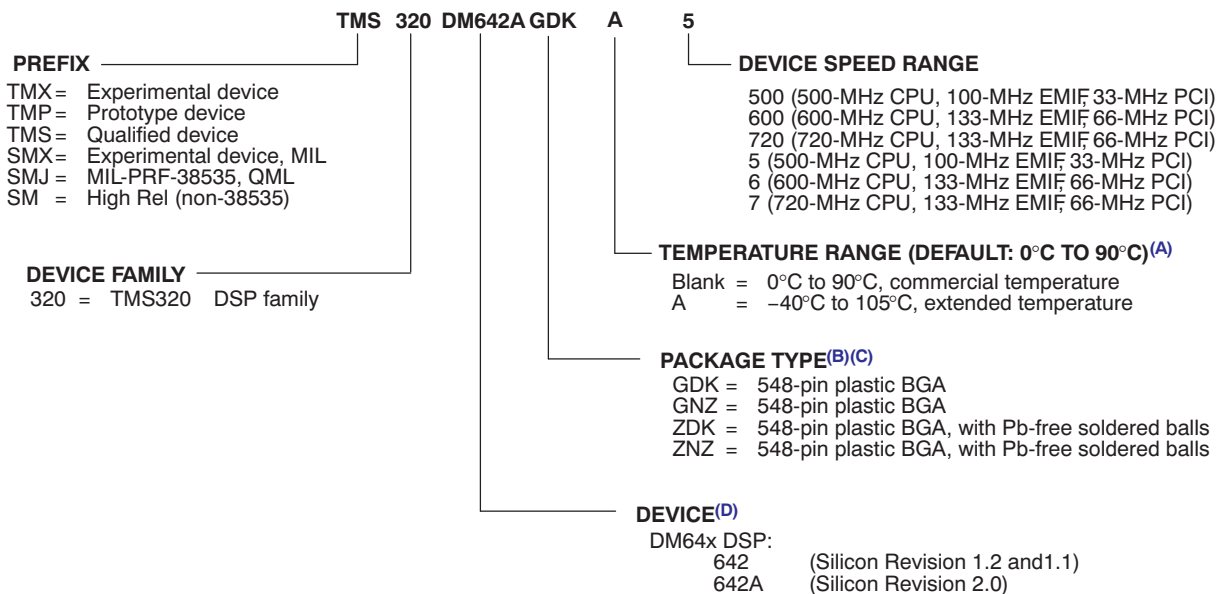 TMS 320 DM642A GDK A 5
PREFIX
TMX = Experimental device
TMP = Prototype device
TMS = Qualified device
SMX = Experimental device, MIL
SMJ = MIL-PRF-38535, QML
SM = High Rel (non-38535)
DEVICE SPEED RANGE
500 (500-MHz CPU, 100-MHz EMIF, 33-MHz PCI)
600 (600-MHz CPU, 133-MHz EMIF, 66-MHz PCI)
720 (720-MHz CPU, 133-MHz EMIF, 66-MHz PCI)
5 (500-MHz CPU, 100-MHz EMIF, 33-MHz PCI)
6 (600-MHz CPU, 133-MHz EMIF, 66-MHz PCI)
7 (720-MHz CPU, 133-MHz EMIF, 66-MHz PCI)
DEVICE FAMILY
320 = TMS320 DSP family
TEMPERATURE RANGE (DEFAULT: 0°C TO 90°C)(A)
Blank = 0°C to 90°C, commercial temperature
A = −40°C to 105°C, extended temperature
PACKAGE TYPE(B)(C)
GDK = 548-pin plastic BGA
GNZ = 548-pin plastic BGA
ZDK = 548-pin plastic BGA, with Pb-free soldered balls
ZNZ = 548-pin plastic BGA, with Pb-free soldered balls
DEVICE(D)
DM64x DSP:
642 (Silicon Revision 1.2 and1.1)
642A (Silicon Revision 2.0)